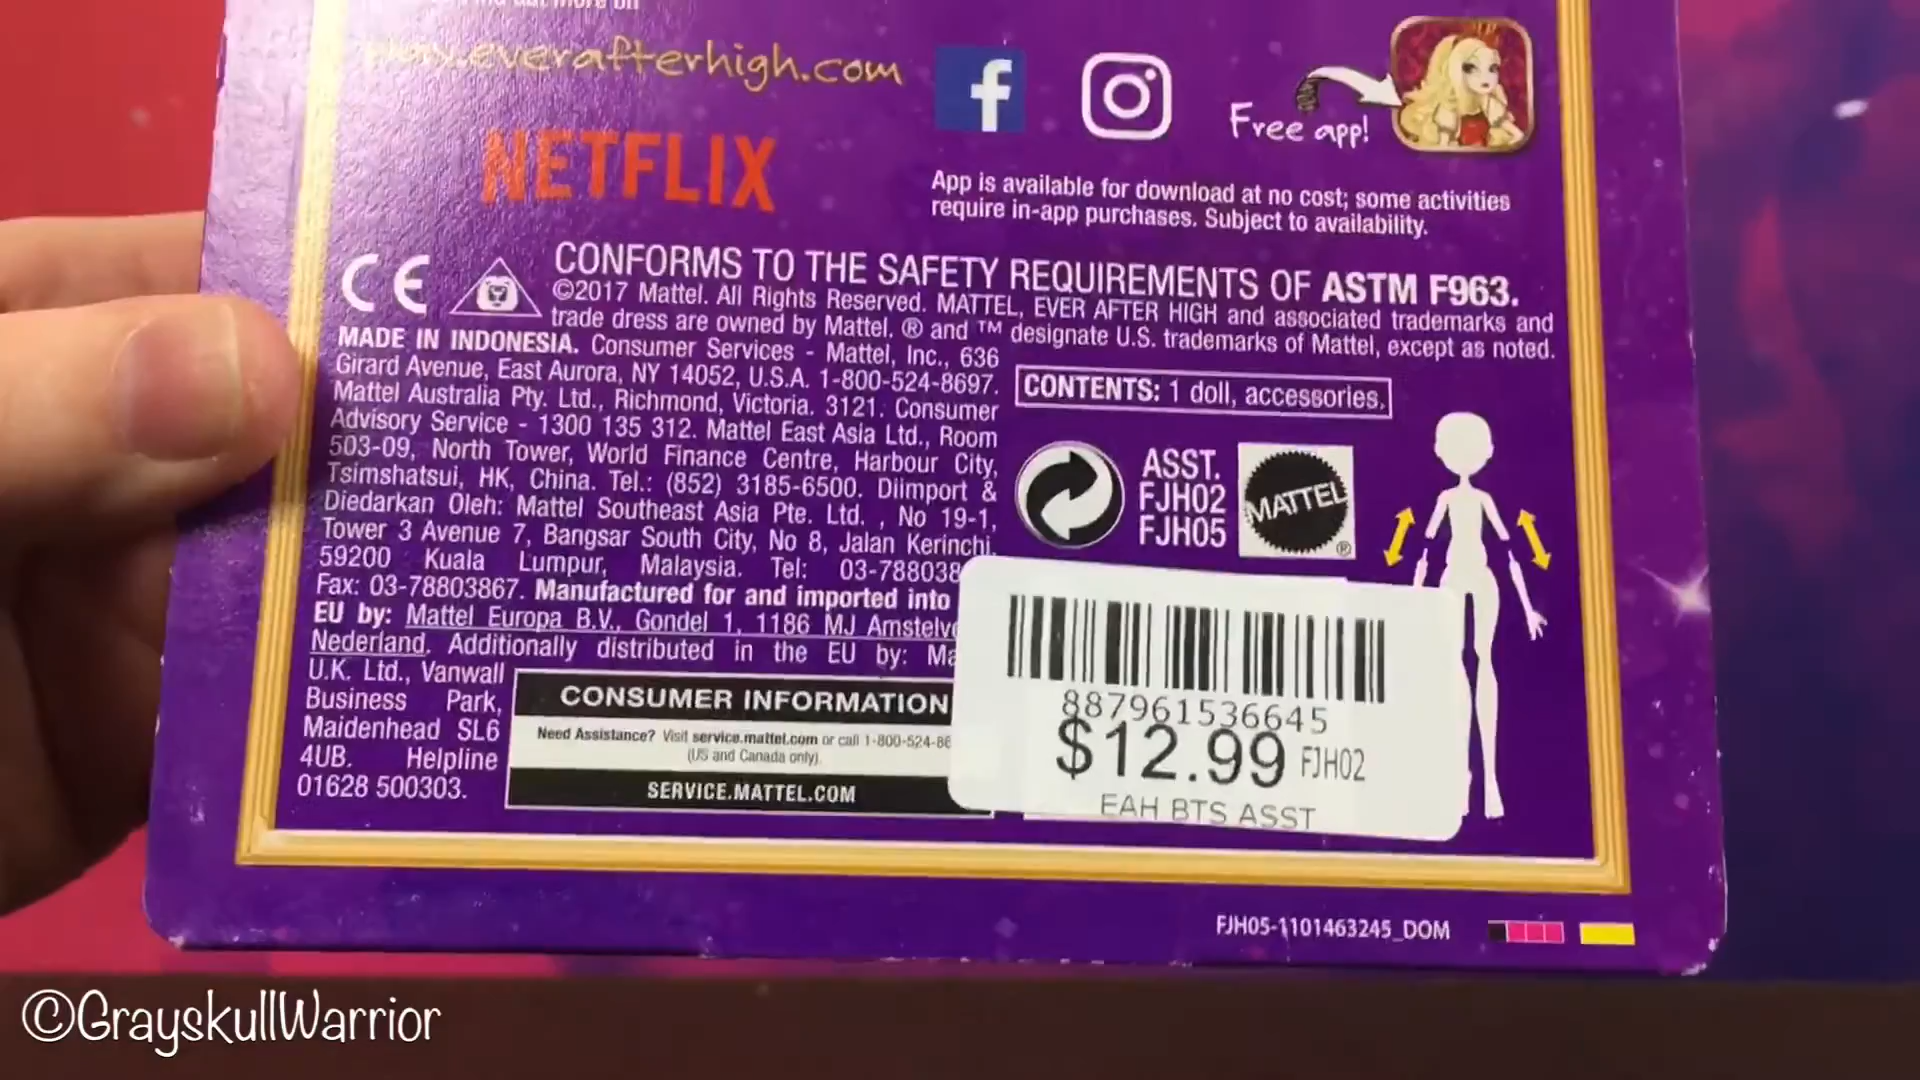 .everafterhigh.com
NETFLIX
Free app!
App is available for download at no cost; some activities
require in-app purchases. Subject to availability.
CE
CONFORMS TO THE SAFETY REQUIREMENTS OF ASTM F963.
©2017 Mattel. All Rights Reserved. MATTEL, EVER AFTER HIGH and associated trademarks and
trade dress are owned by Mattel. ® and ™ designate U.S. trademarks of Mattel, except as noted.
MADE IN INDONESIA. Consumer Services - Mattel, Inc., 636
Girard Avenue, East Aurora, NY 14052, U.S.A. 1-800-524-8697.
Mattel Australia Pty. Ltd., Richmond, Victoria. 3121. Consumer
Advisory Service - 1300 135 312. Mattel East Asia Ltd., Room
503-09, North Tower, World Finance Centre, Harbour City,
Tsimshatsui, HK, China. Tel.: (852) 3185-6500. Diimport &
Diedarkan Oleh: Mattel Southeast Asia Pte. Ltd. , No 19-1,
Tower 3 Avenue 7, Bangsar South City, No 8, Jalan Kerinchi,
59200 Kuala Lumpur, Malaysia. Tel: 03-788038
Fax: 03-78803867. Manufactured for and imported into
EU by: Mattel Europa B.V., Gondel 1, 1186 MJ Amstelv
Nederland. Additionally distributed in the EU by: Ma
U.K. Ltd., Vanwall
Business Park,
Maidenhead SL6
4UB. Helpline
01628 500303.
CONTENTS: 1 doll, accessories.
ASST.
FJH02
FJH05
MATTEL
®
CONSUMER INFORMATION
Need Assistance? Visit service.mattel.com or call 1-800-524-86
(US and Canada only).
SERVICE.MATTEL.COM
887961536645
$12.99 FJH02
EAH BTS ASST
FJH05-1101463245_DOM
©GrayskullWarrior